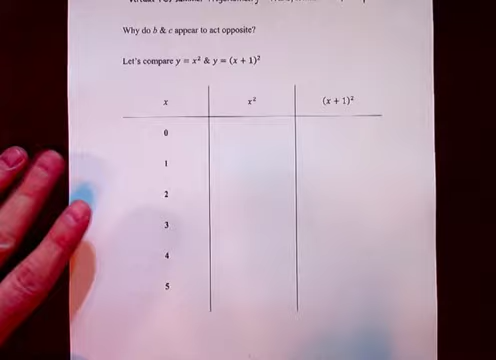 Why do b & c appear to act opposite?
Let's compare y = x² & y = (x + 1)²
x x² (x + 1)²
0
1
2
3
4
5